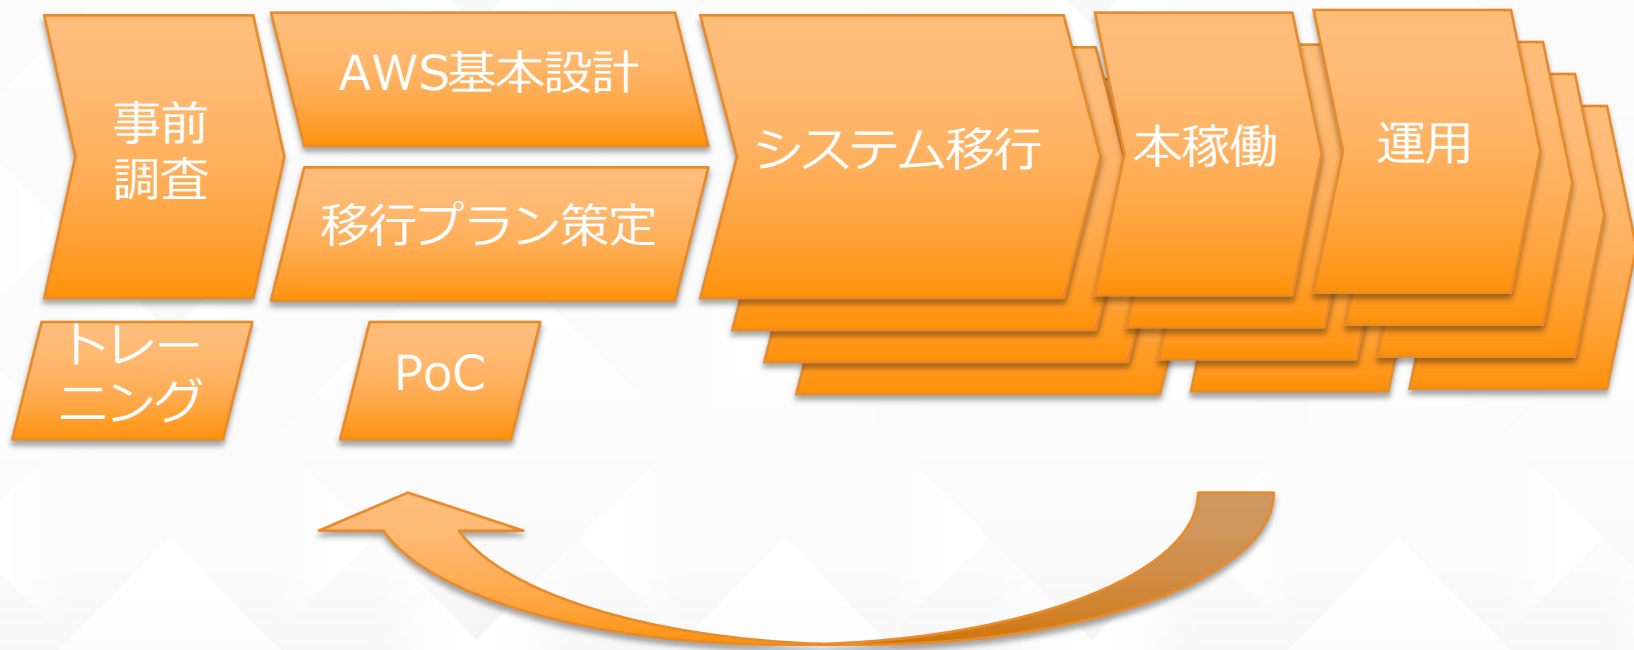 事前
調査
AWS基本設計
移行プラン策定
システム移行
本稼働
運用
トレー
ニング
PoC